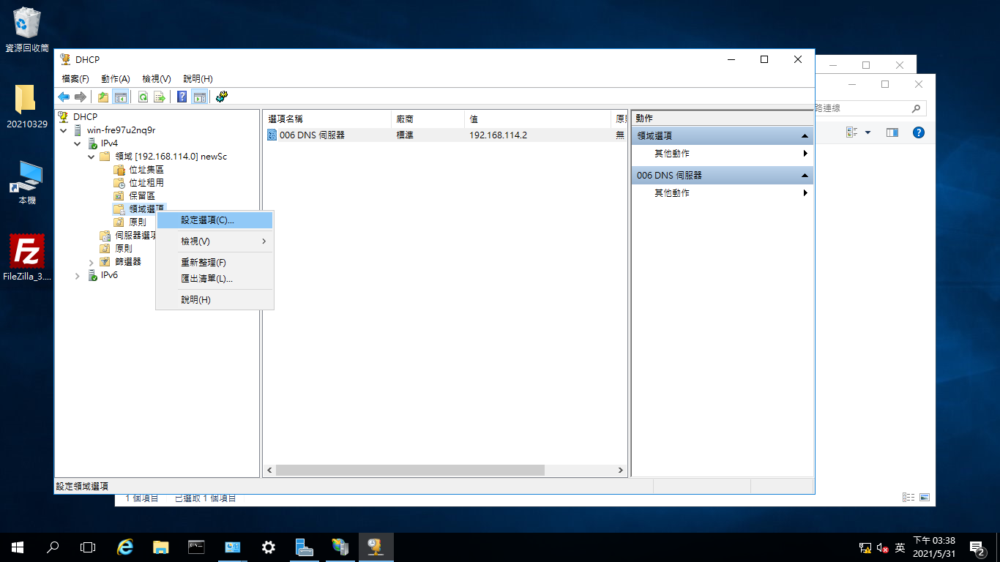 資源回收筒
20210329
本機
FileZilla_3....
DHCP
檔案(F) 動作(A) 檢視(V) 說明(H)
DHCP
win-fre97u2nq9r
IPv4
領域 [192.168.114.0] newSc
位址集區
位址租用
保留區
領域選項
原則
伺服器選項
原則
篩選器
IPv6
設定選項(C)...
檢視(V)
重新整理(F)
匯出清單(L)...
說明(H)
選項名稱 廠商 值 原則
006 DNS 伺服器 標準 192.168.114.2 無
動作
領域選項
其他動作
006 DNS 伺服器
其他動作
路連線
設定領域選項
1 個項目 已選取 1 個項目
英
下午 03:38
2021/5/31
2